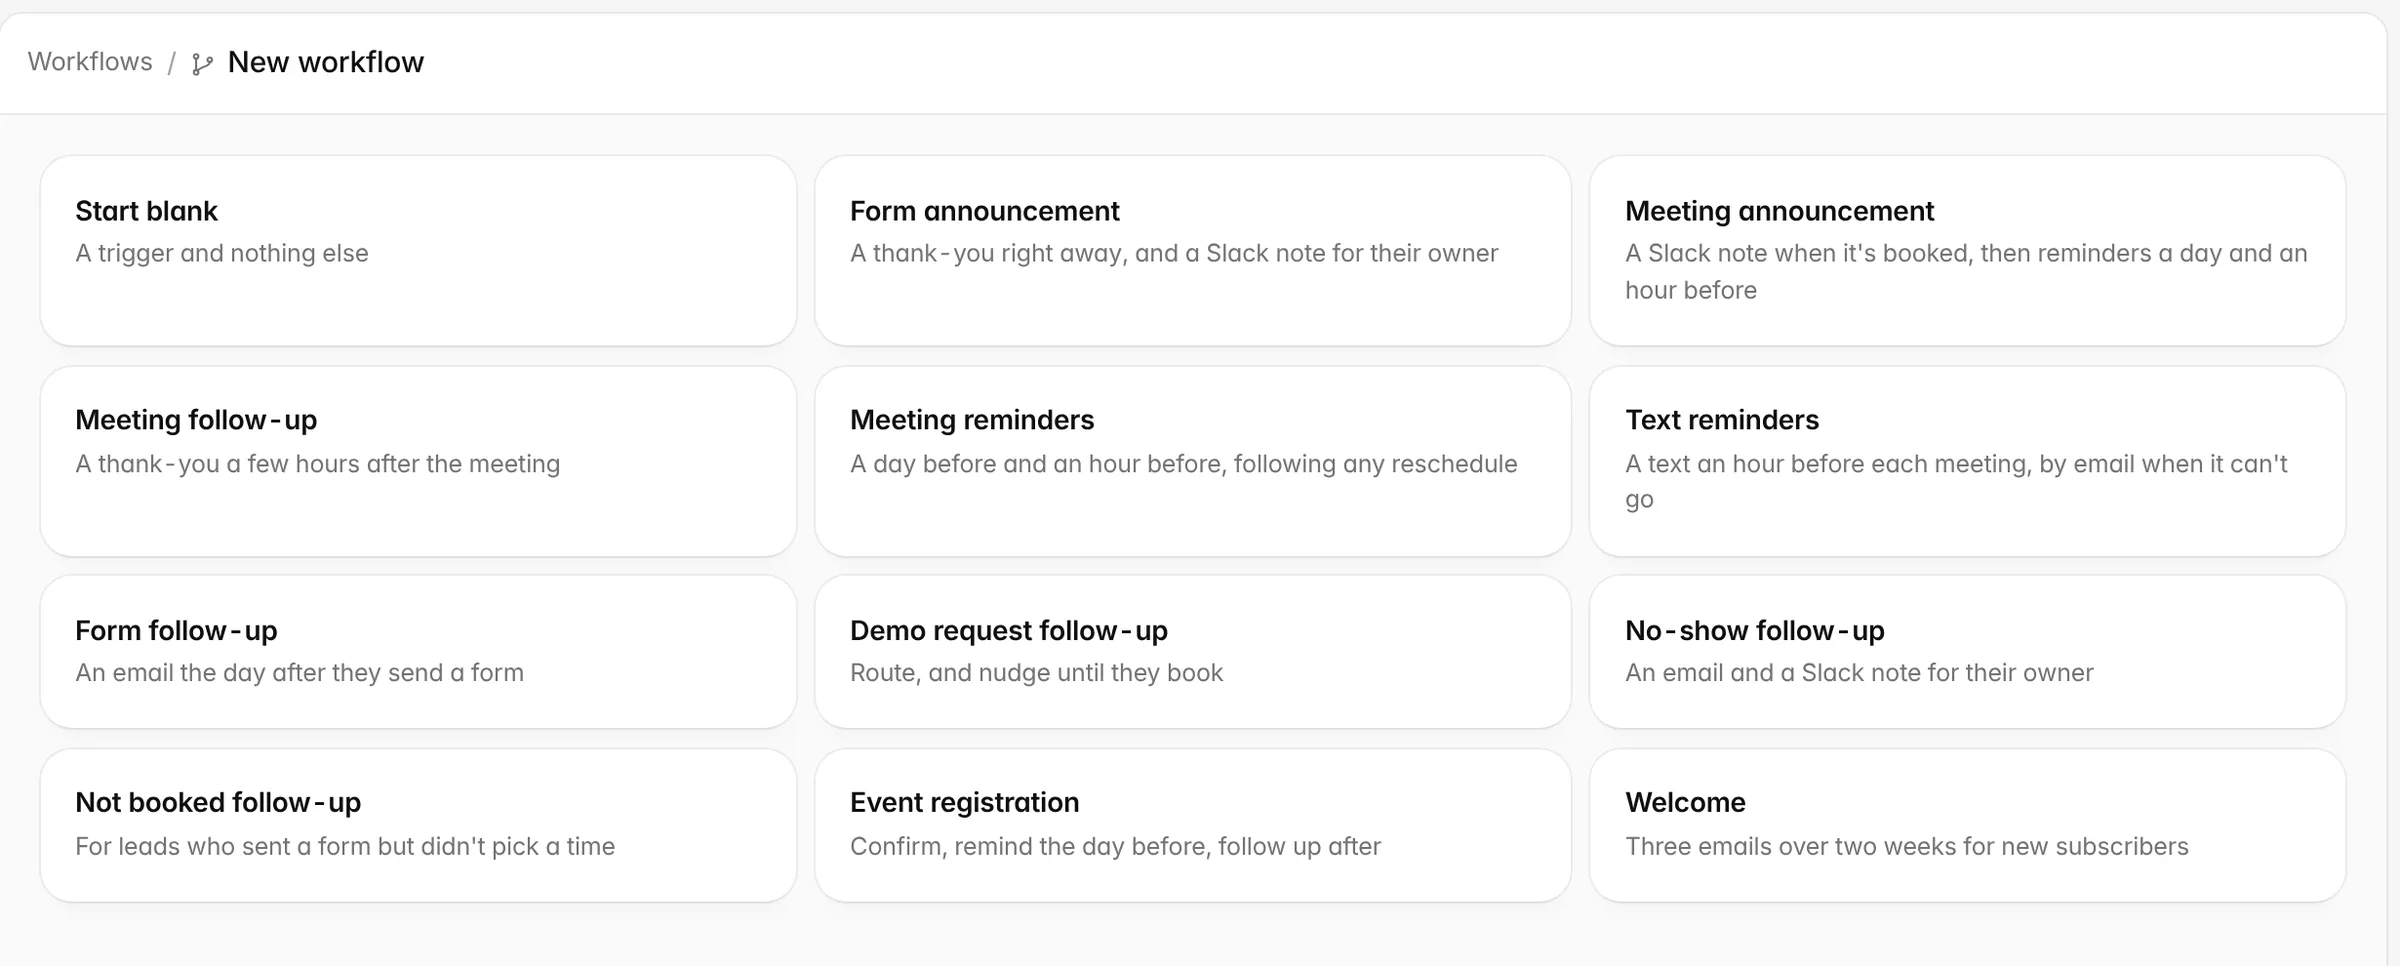 Workflows / New workflow
Start blank
A trigger and nothing else
Form announcement
A thank-you right away, and a Slack note for their owner
Meeting announcement
A Slack note when it's booked, then reminders a day and an
hour before
Meeting follow-up
A thank-you a few hours after the meeting
Meeting reminders
A day before and an hour before, following any reschedule
Text reminders
A text an hour before each meeting, by email when it can't
go
Form follow-up
An email the day after they send a form
Demo request follow-up
Route, and nudge until they book
No-show follow-up
An email and a Slack note for their owner
Not booked follow-up
For leads who sent a form but didn't pick a time
Event registration
Confirm, remind the day before, follow up after
Welcome
Three emails over two weeks for new subscribers